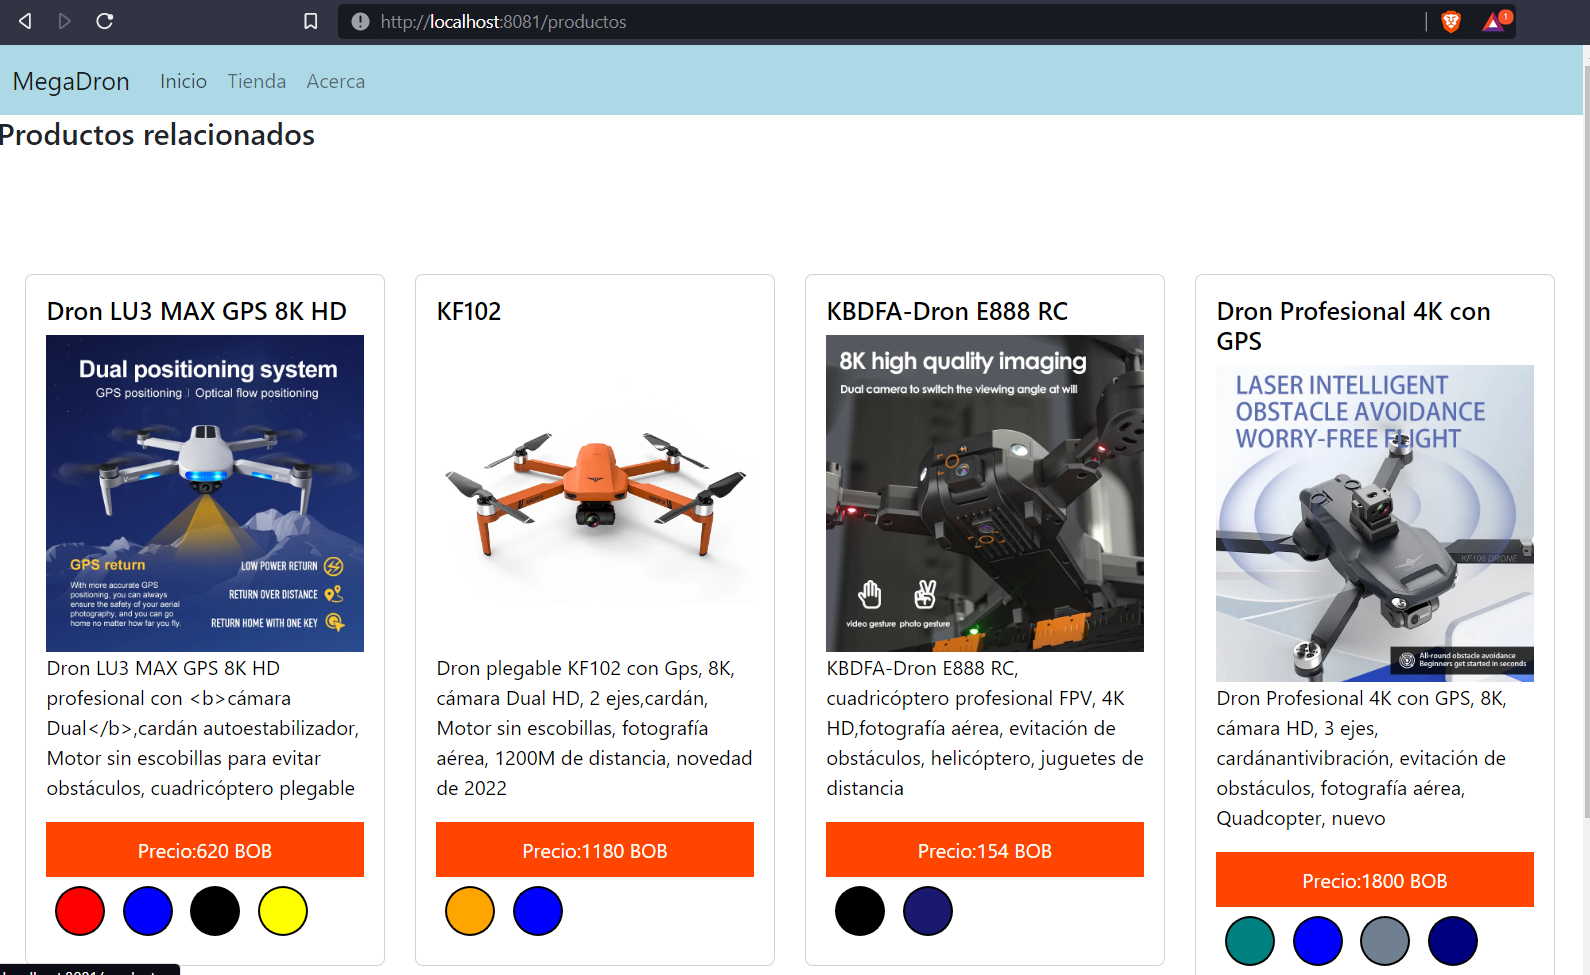 http://localhost:8081/productos
1
MegaDron Inicio Tienda Acerca
Productos relacionados
Dron LU3 MAX GPS 8K HD
Dual positioning system
GPS positioning | Optical flow positioning
GPS return
With more accurate GPS
positioning, you can always
ensure the safety of your aerial
photography, and you can go
home no matter how far you fly.
LOW POWER RETURN
RETURN OVER DISTANCE
RETURN HOME WITH ONE KEY
Dron LU3 MAX GPS 8K HD
profesional con <b>cámara
Dual</b>,cardán autoestabilizador,
Motor sin escobillas para evitar
obstáculos, cuadricóptero plegable
Precio:620 BOB
KF102
Dron plegable KF102 con Gps, 8K,
cámara Dual HD, 2 ejes,cardán,
Motor sin escobillas, fotografía
aérea, 1200M de distancia, novedad
de 2022
Precio:1180 BOB
KBDFA-Dron E888 RC
8K high quality imaging
Dual camera to switch the viewing angle at will
video gesture photo gesture
KBDFA-Dron E888 RC,
cuadricóptero profesional FPV, 4K
HD,fotografía aérea, evitación de
obstáculos, helicóptero, juguetes de
distancia
Precio:154 BOB
Dron Profesional 4K con
GPS
LASER INTELLIGENT
OBSTACLE AVOIDANCE
WORRY-FREE FLIGHT
KF106 DRONE
All-round obstacle avoidance
Beginners get started in seconds
Dron Profesional 4K con GPS, 8K,
cámara HD, 3 ejes,
cardánantivibración, evitación de
obstáculos, fotografía aérea,
Quadcopter, nuevo
Precio:1800 BOB